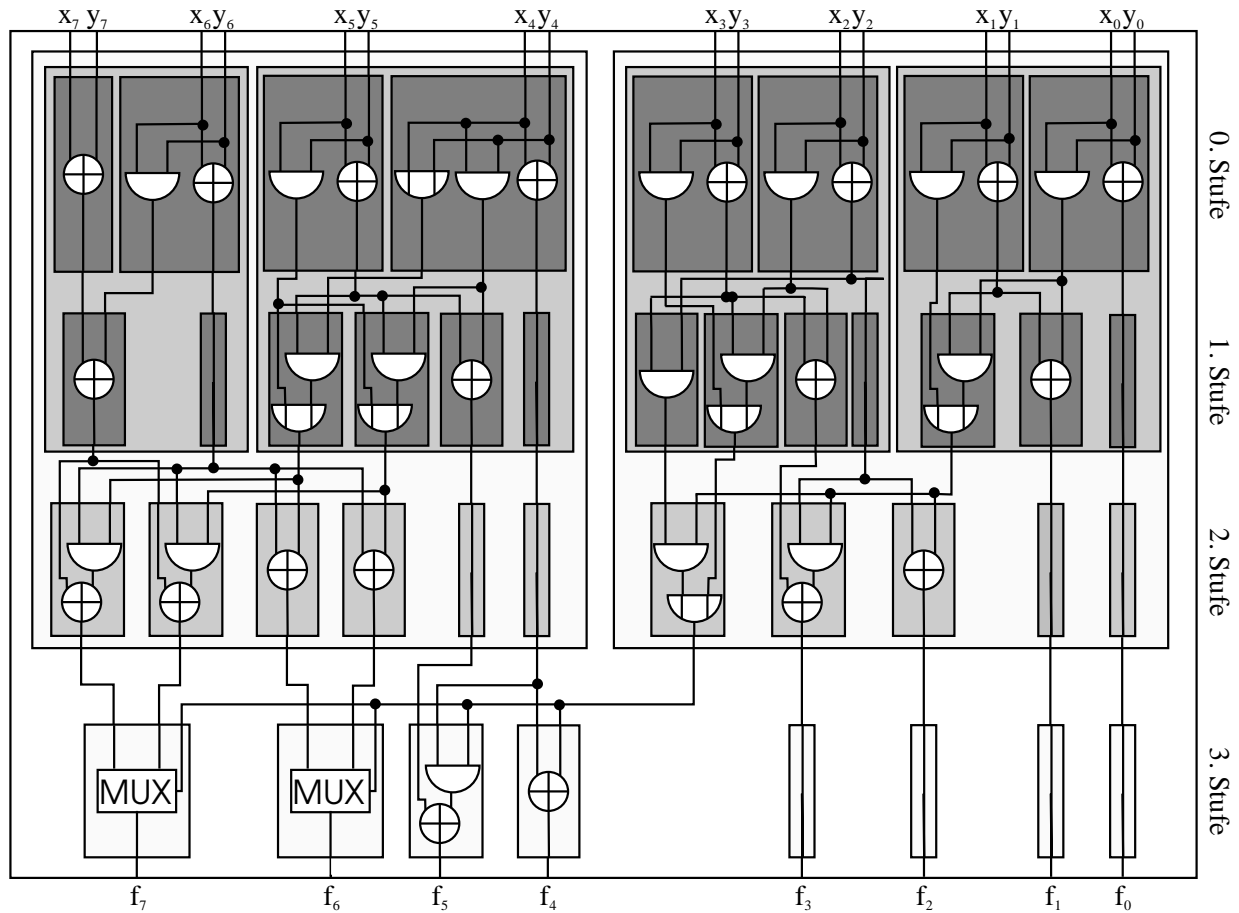 x₇ y₇ x₆y₆ x₅y₅ x₄y₄ x₃y₃ x₂y₂ x₁y₁ x₀y₀
0. Stufe
1. Stufe
2. Stufe
3. Stufe
MUX MUX
f₇ f₆ f₅ f₄ f₃ f₂ f₁ f₀